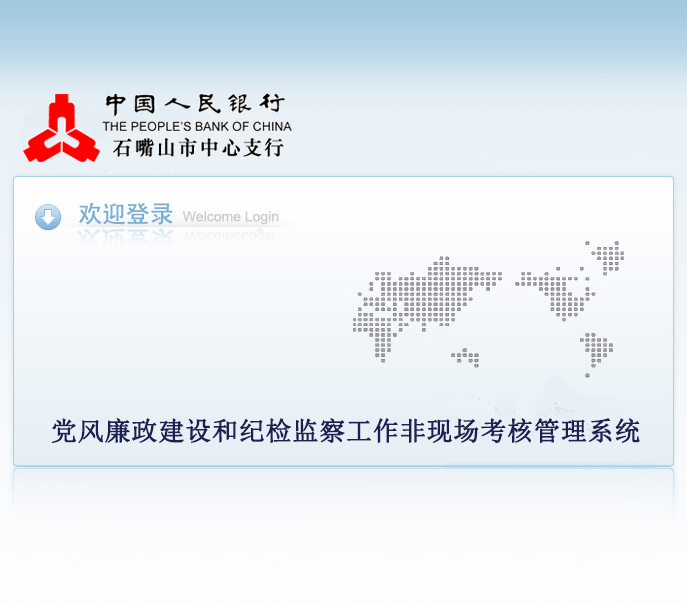 中国人民银行
THE PEOPLE'S BANK OF CHINA
石嘴山市中心支行
欢迎登录 Welcome Login
党风廉政建设和纪检监察工作非现场考核管理系统